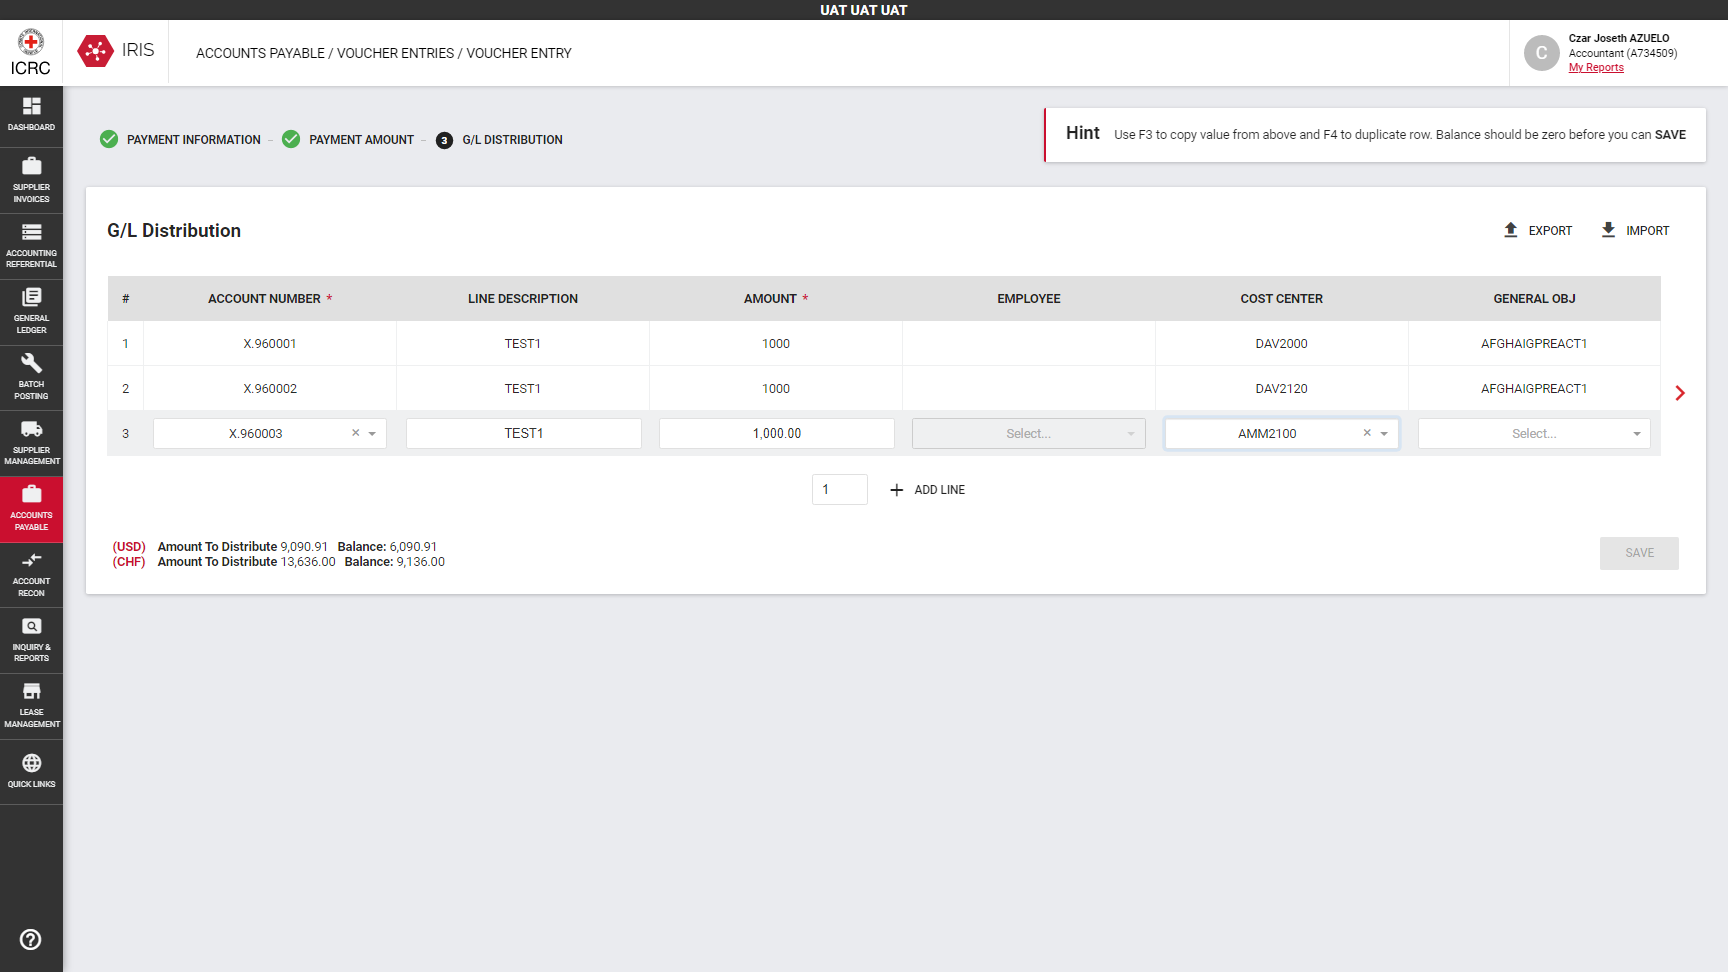 UAT UAT UAT
ICRC
IRIS
ACCOUNTS PAYABLE / VOUCHER ENTRIES / VOUCHER ENTRY
C
Czar Joseth AZUELO
Accountant (A734509)
My Reports
DASHBOARD
SUPPLIER
INVOICES
ACCOUNTING
REFERENTIAL
GENERAL
LEDGER
BATCH
POSTING
SUPPLIER
MANAGEMENT
ACCOUNTS
PAYABLE
ACCOUNT
RECON
INQUIRY &
REPORTS
LEASE
MANAGEMENT
QUICK LINKS
PAYMENT INFORMATION – PAYMENT AMOUNT – 3 G/L DISTRIBUTION
Hint Use F3 to copy value from above and F4 to duplicate row. Balance should be zero before you can SAVE
G/L Distribution
EXPORT IMPORT
# ACCOUNT NUMBER * LINE DESCRIPTION AMOUNT * EMPLOYEE COST CENTER GENERAL OBJ
1 X.960001 TEST1 1000 DAV2000 AFGHAIGPREACT1
2 X.960002 TEST1 1000 DAV2120 AFGHAIGPREACT1
3 X.960003 × TEST1 1,000.00 Select... AMM2100 × Select...
1 + ADD LINE
(USD) Amount To Distribute 9,090.91 Balance: 6,090.91
(CHF) Amount To Distribute 13,636.00 Balance: 9,136.00
SAVE